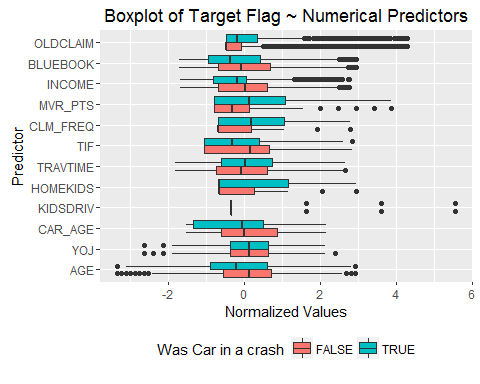 Boxplot of Target Flag ~ Numerical Predictors
OLDCLAIM
BLUEBOOK
INCOME
MVR_PTS
CLM_FREQ
TIF
TRAVTIME
HOMEKIDS
KIDSDRIV
CAR_AGE
YOJ
AGE
Predictor
-2 0 2 4 6
Normalized Values
Was Car in a crash FALSE TRUE